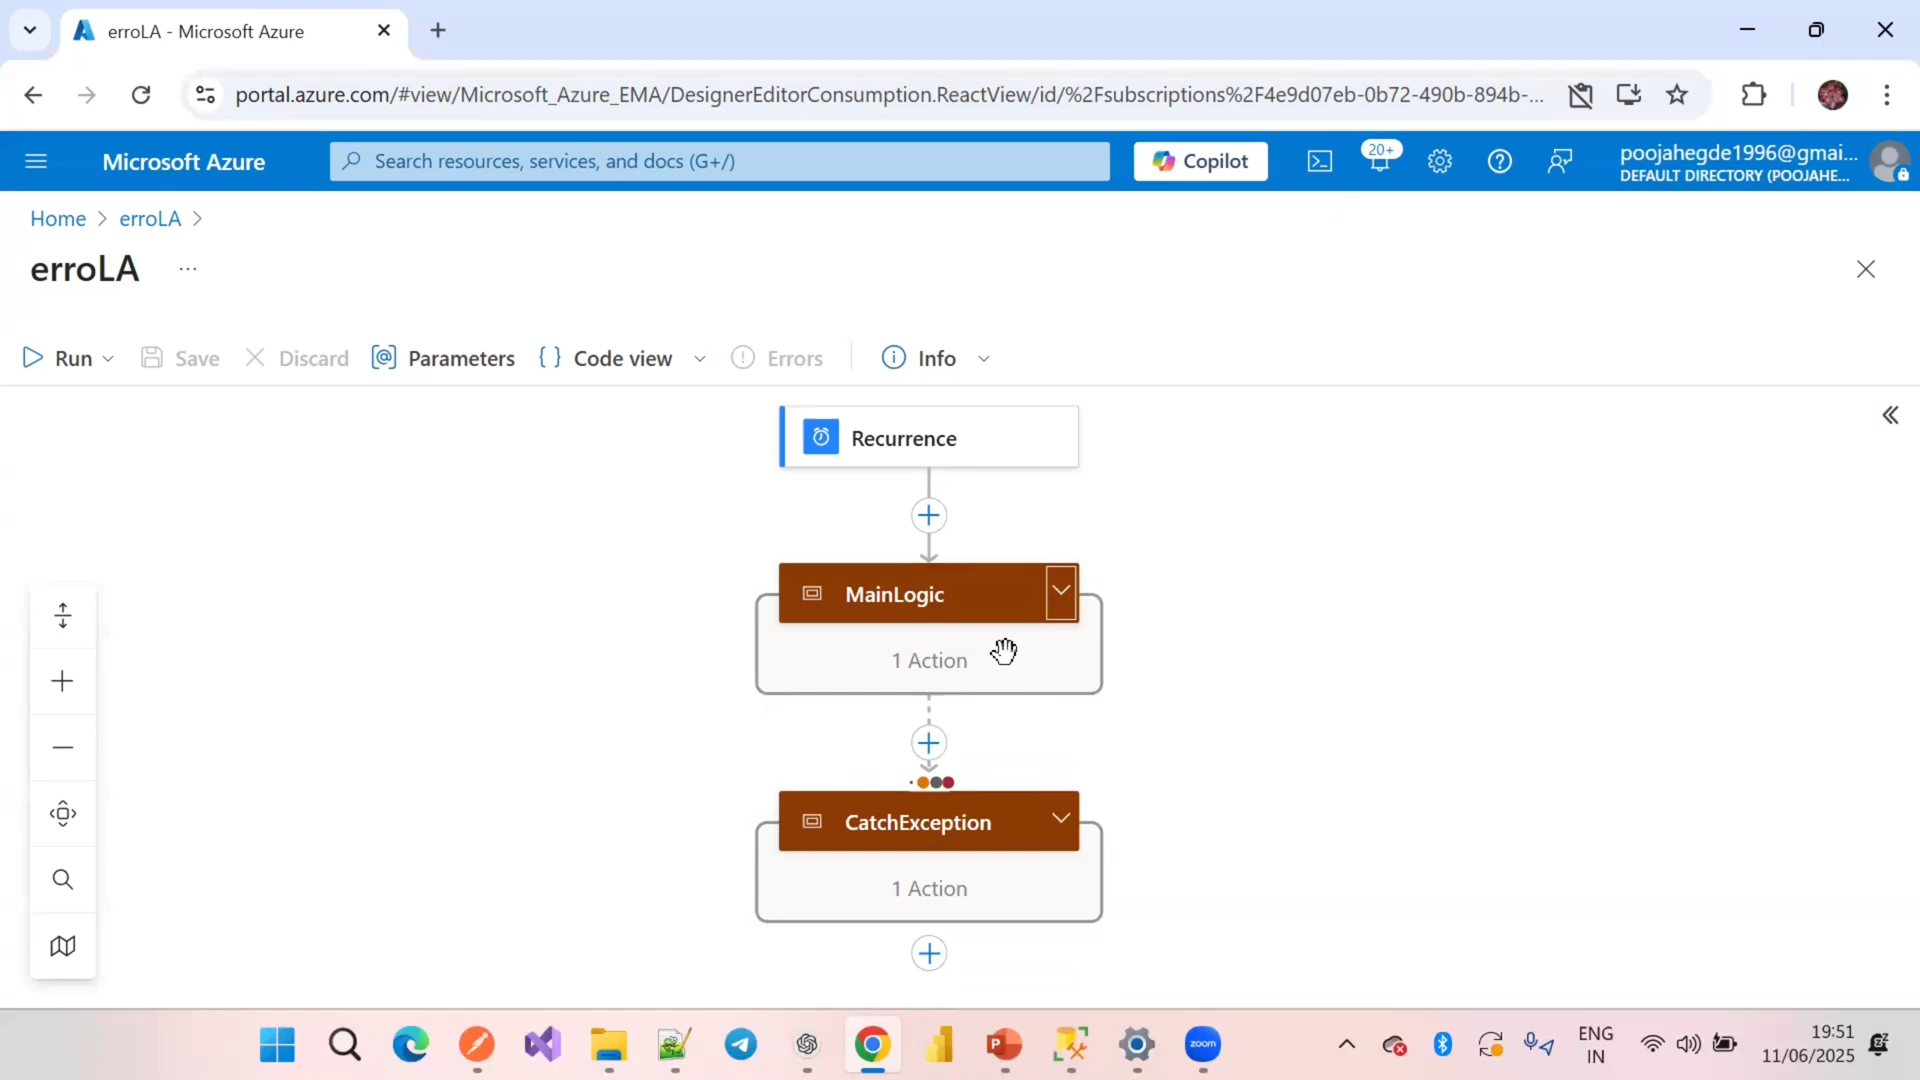 erroLA - Microsoft Azure
portal.azure.com/#view/Microsoft_Azure_EMA/DesignerEditorConsumption.ReactView/id/%2Fsubscriptions%2F4e9d07eb-0b72-490b-894b-...
Microsoft Azure
Search resources, services, and docs (G+/)
Copilot
20+
poojahegde1996@gmai...
DEFAULT DIRECTORY (POOJAHE...
Home > erroLA >
erroLA ...
Run
Save
Discard
Parameters
Code view
Errors
Info
Recurrence
MainLogic
1 Action
CatchException
1 Action
zoom
ENG
IN
19:51
11/06/2025